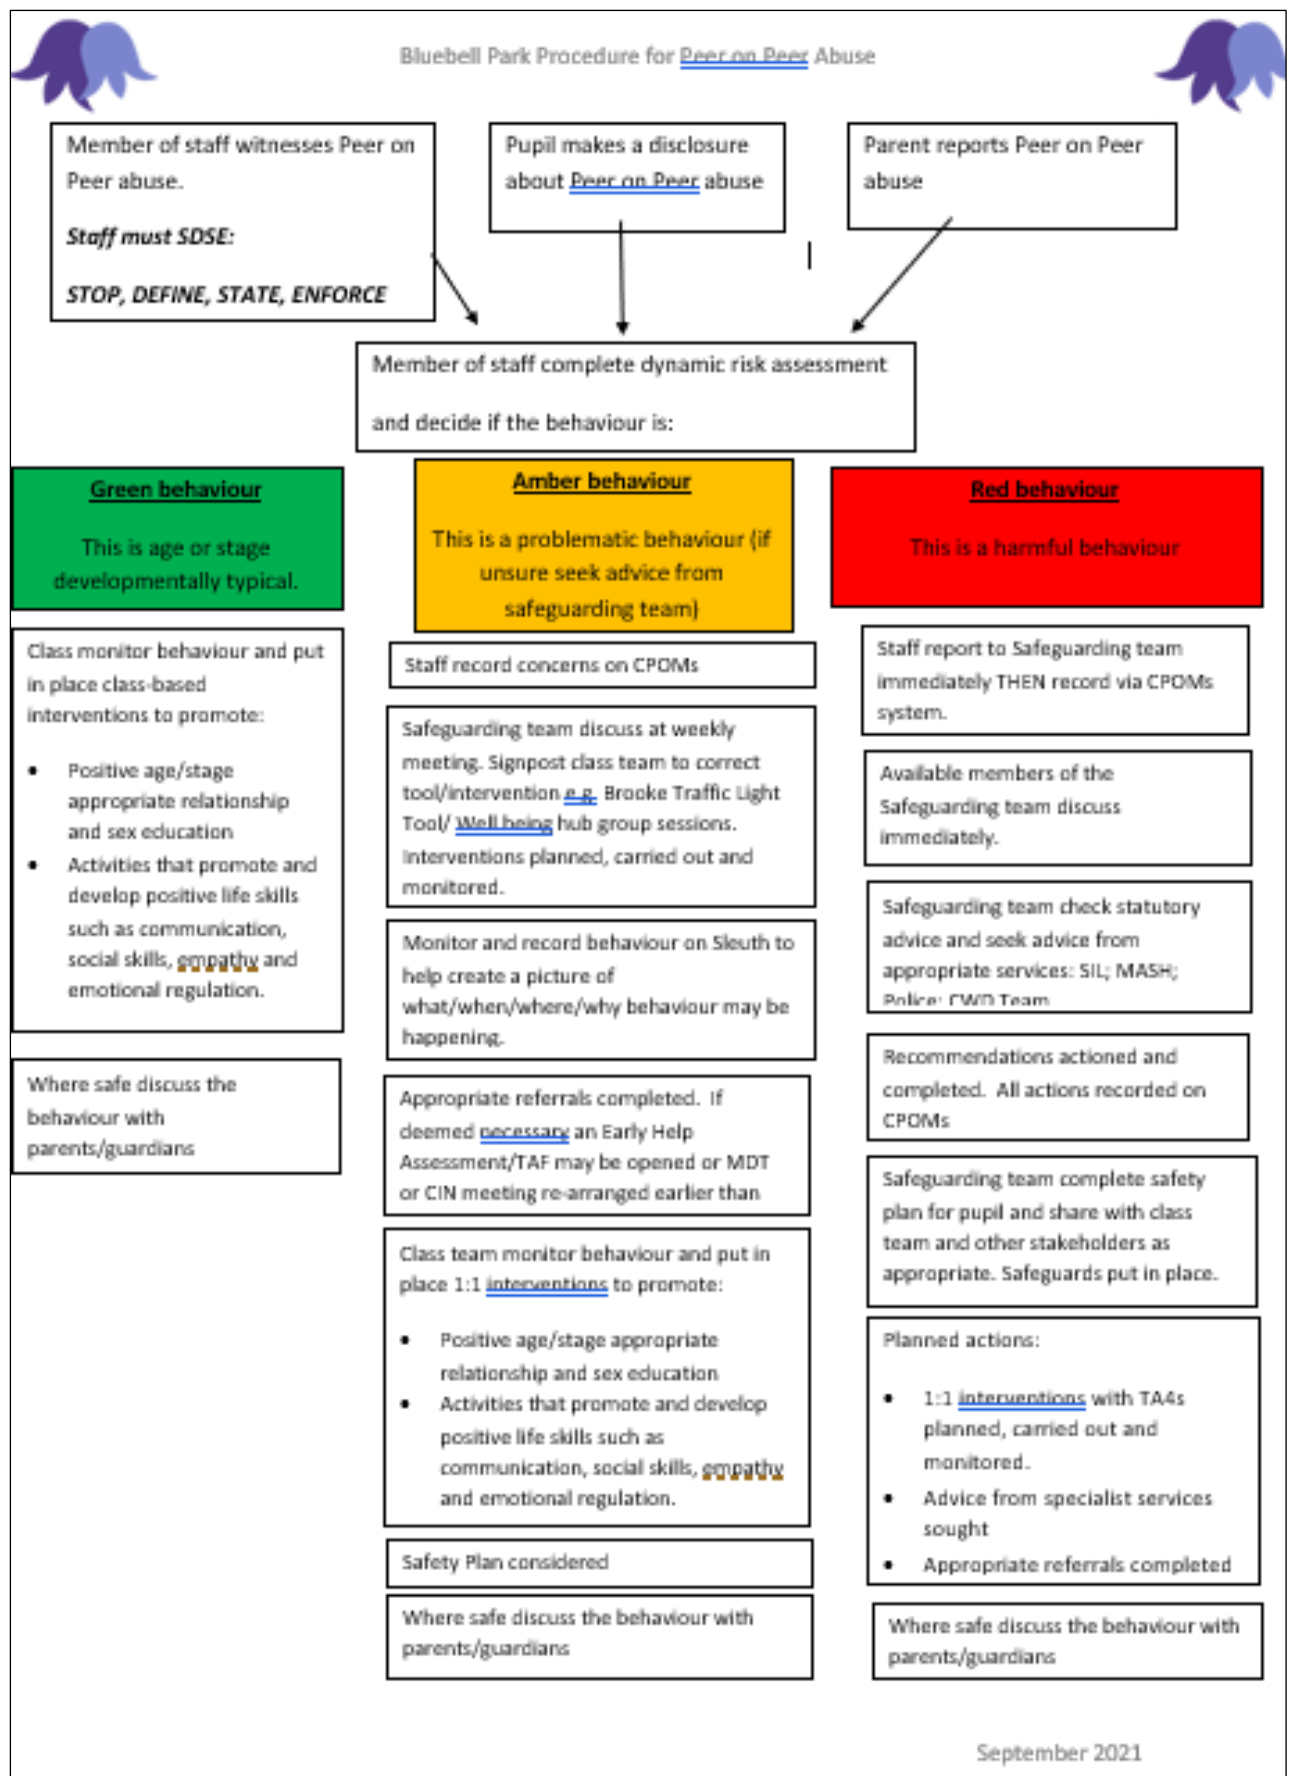 Bluebell Park Procedure for Peer on Peer Abuse
Member of staff witnesses Peer on
Peer abuse.
Staff must SDSE:
STOP, DEFINE, STATE, ENFORCE
Pupil makes a disclosure
about Peer on Peer abuse
Parent reports Peer on Peer
abuse
Member of staff complete dynamic risk assessment
and decide if the behaviour is:
Green behaviour
This is age or stage
developmentally typical.
Class monitor behaviour and put
in place class-based
interventions to promote:
• Positive age/stage
appropriate relationship
and sex education
• Activities that promote and
develop positive life skills
such as communication,
social skills, empathy and
emotional regulation.
Where safe discuss the
behaviour with
parents/guardians
Amber behaviour
This is a problematic behaviour (if
unsure seek advice from
safeguarding team)
Staff record concerns on CPOMs
Safeguarding team discuss at weekly
meeting. Signpost class team to correct
tool/intervention e.g. Brooke Traffic Light
Tool/ Well being hub group sessions.
Interventions planned, carried out and
monitored.
Monitor and record behaviour on Sleuth to
help create a picture of
what/when/where/why behaviour may be
happening.
Appropriate referrals completed. If
deemed necessary an Early Help
Assessment/TAF may be opened or MDT
or CIN meeting re-arranged earlier than
Class team monitor behaviour and put in
place 1:1 interventions to promote:
• Positive age/stage appropriate
relationship and sex education
• Activities that promote and develop
positive life skills such as
communication, social skills, empathy
and emotional regulation.
Safety Plan considered
Where safe discuss the behaviour with
parents/guardians
Red behaviour
This is a harmful behaviour
Staff report to Safeguarding team
immediately THEN record via CPOMs
system.
Available members of the
Safeguarding team discuss
immediately.
Safeguarding team check statutory
advice and seek advice from
appropriate services: SIL; MASH;
Police; CWD Team
Recommendations actioned and
completed. All actions recorded on
CPOMs
Safeguarding team complete safety
plan for pupil and share with class
team and other stakeholders as
appropriate. Safeguards put in place.
Planned actions:
• 1:1 interventions with TA4s
planned, carried out and
monitored.
• Advice from specialist services
sought
• Appropriate referrals completed
Where safe discuss the behaviour with
parents/guardians
September 2021